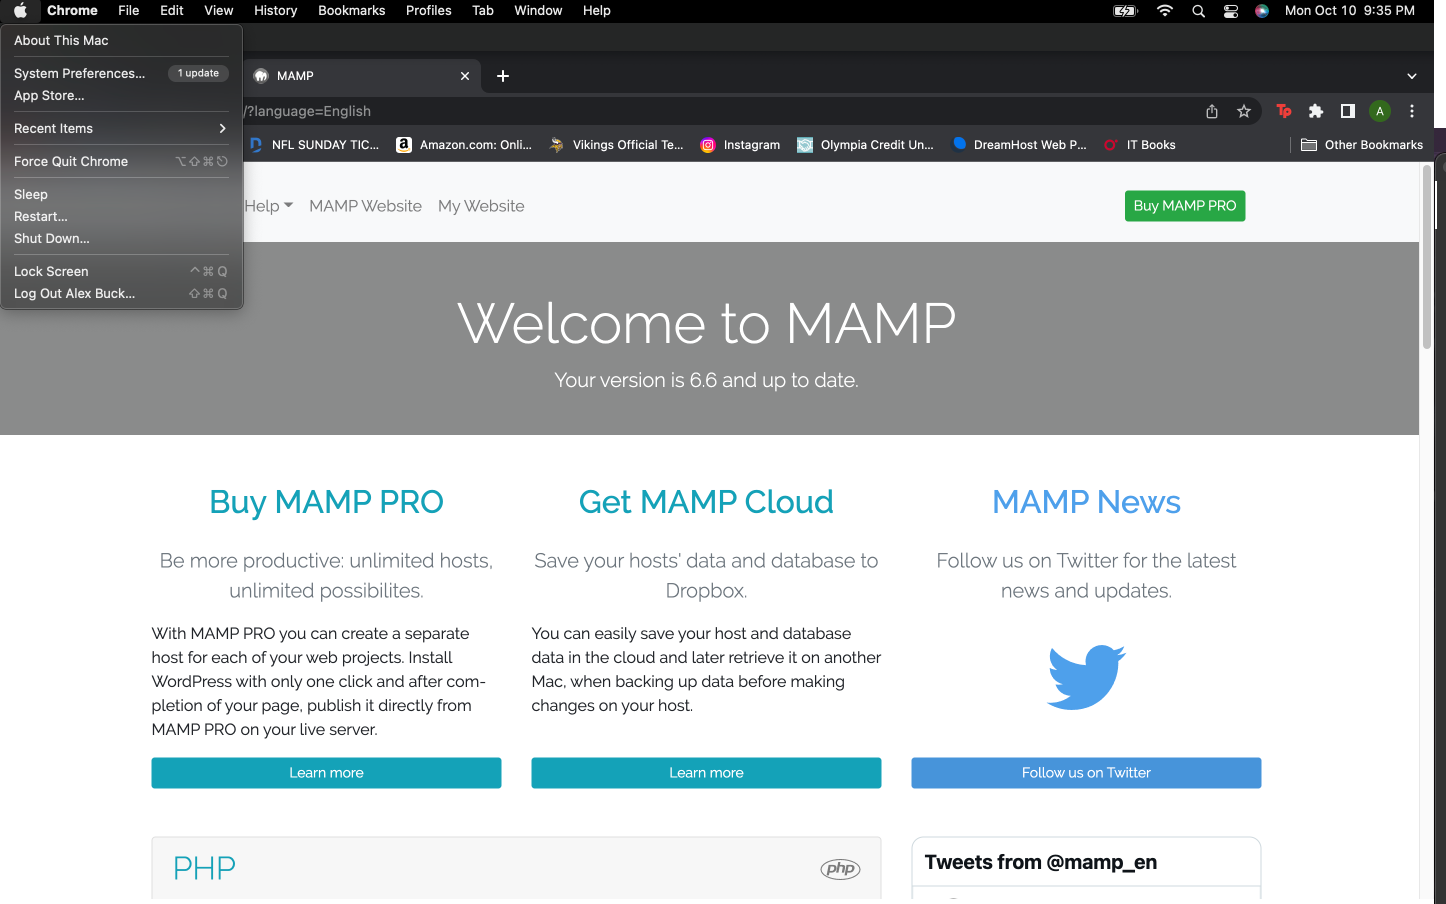 Chrome File Edit View History Bookmarks Profiles Tab Window Help Mon Oct 10 9:35 PM
About This Mac
System Preferences... 1 update
App Store...
Recent Items
Force Quit Chrome ⌥⇧⌘⎋
Sleep
Restart...
Shut Down...
Lock Screen ^⌘Q
Log Out Alex Buck... ⇧⌘Q
MAMP
/?language=English Tp A
NFL SUNDAY TIC... Amazon.com: Onli... Vikings Official Te... Instagram Olympia Credit Un... DreamHost Web P... IT Books Other Bookmarks
Help MAMP Website My Website Buy MAMP PRO
Welcome to MAMP
Your version is 6.6 and up to date.
Buy MAMP PRO
Be more productive: unlimited hosts,
unlimited possibilites.
With MAMP PRO you can create a separate
host for each of your web projects. Install
WordPress with only one click and after com-
pletion of your page, publish it directly from
MAMP PRO on your live server.
Learn more
Get MAMP Cloud
Save your hosts' data and database to
Dropbox.
You can easily save your host and database
data in the cloud and later retrieve it on another
Mac, when backing up data before making
changes on your host.
Learn more
MAMP News
Follow us on Twitter for the latest
news and updates.
Follow us on Twitter
PHP php
Tweets from @mamp_en